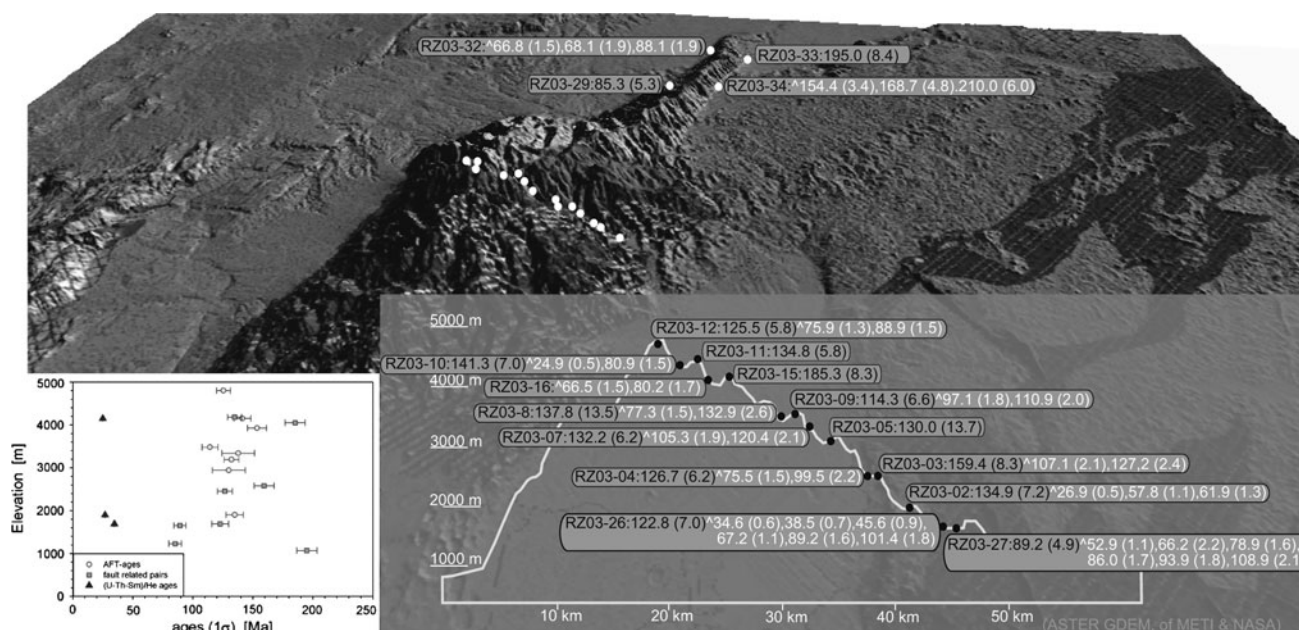 RZ03-32:^66.8 (1.5),68.1 (1.9),88.1 (1.9)
RZ03-33:195.0 (8.4)
RZ03-29:85.3 (5.3)
RZ03-34:^154.4 (3.4),168.7 (4.8),210.0 (6.0)
5000 m
RZ03-12:125.5 (5.8)^75.9 (1.3),88.9 (1.5)
RZ03-10:141.3 (7.0)^24.9 (0.5),80.9 (1.5)
RZ03-11:134.8 (5.8)
4000 m
RZ03-15:185.3 (8.3)
RZ03-16:^66.5 (1.5),80.2 (1.7)
RZ03-09:114.3 (6.6)^97.1 (1.8),110.9 (2.0)
RZ03-8:137.8 (13.5)^77.3 (1.5),132.9 (2.6)
RZ03-05:130.0 (13.7)
3000 m
RZ03-07:132.2 (6.2)^105.3 (1.9),120.4 (2.1)
RZ03-03:159.4 (8.3)^107.1 (2.1),127,2 (2.4)
RZ03-04:126.7 (6.2)^75.5 (1.5),99.5 (2.2)
RZ03-02:134.9 (7.2)^26.9 (0.5),57.8 (1.1),61.9 (1.3)
2000 m
RZ03-26:122.8 (7.0)^34.6 (0.6),38.5 (0.7),45.6 (0.9),
67.2 (1.1),89.2 (1.6),
101.4 (1.8)
RZ03-27:89.2 (4.9)^52.9 (1.1),66.2 (2.2),78.9 (1.6),
86.0 (1.7),93.9 (1.8),108.9 (2.1
1000 m
10 km
20 km
30 km
40 km
50 km
(ASTER GDEM, of METI & NASA)
5000
4000
3000
2000
1000
0
Elevation [m]
AFT-ages
fault related pairs
(U-Th-Sm)/He ages
0 50 100 150 200 250
ages (1σ) [Ma]